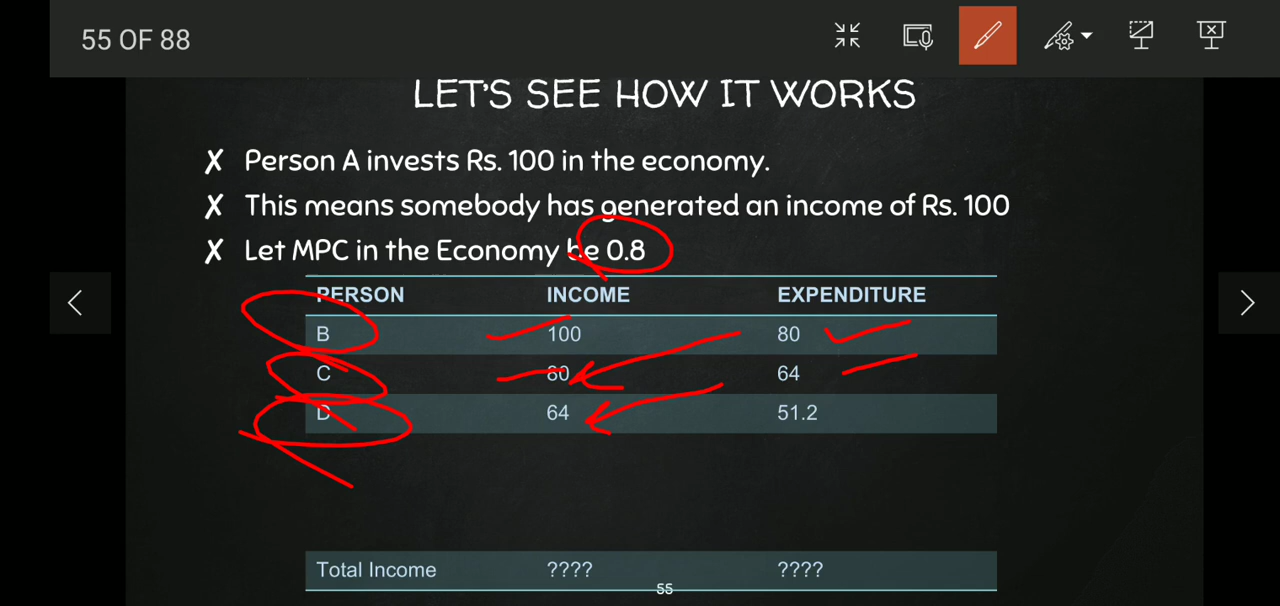 55 OF 88
LET'S SEE HOW IT WORKS
✗ Person A invests Rs. 100 in the economy.
✗ This means somebody has generated an income of Rs. 100
✗ Let MPC in the Economy be 0.8
PERSON INCOME EXPENDITURE
B 100 80
C 80 64
D 64 51.2
Total Income ???? ????
55